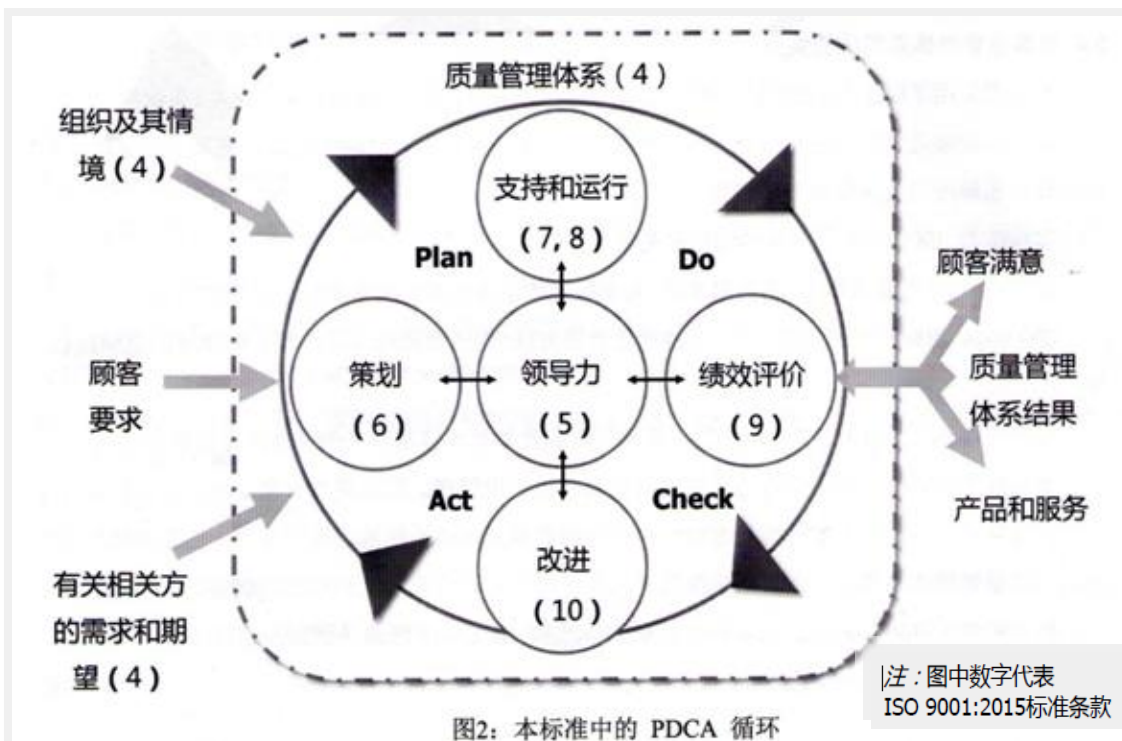 质量管理体系（4）
组织及其情
境（4）
支持和运行
（7, 8）
Plan
Do
顾客满意
顾客
要求
策划
（6）
领导力
（5）
绩效评价
（9）
质量管理
体系结果
Act
Check
产品和服务
改进
（10）
有关相关方
的需求和期
望（4）
注：图中数字代表
ISO 9001:2015标准条款
图2：本标准中的 PDCA 循环